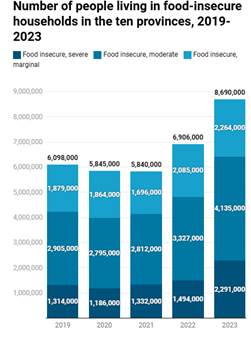 Number of people living in food-insecure
households in the ten provinces, 2019-
2023
Food insecure, severe Food insecure, moderate Food insecure,
marginal
9,000,000
8,690,000
8,000,000
7,000,000
6,906,000
6,098,000 5,845,000 5,840,000
6,000,000
2,264,000
2,085,000
1,879,000 1,864,000 1,696,000
5,000,000
4,000,000
4,135,000
3,327,000
3,000,000
2,905,000 2,795,000 2,812,000
2,000,000
2,291,000
1,494,000
1,314,000 1,186,000 1,332,000
1,000,000
2019 2020 2021 2022 2023